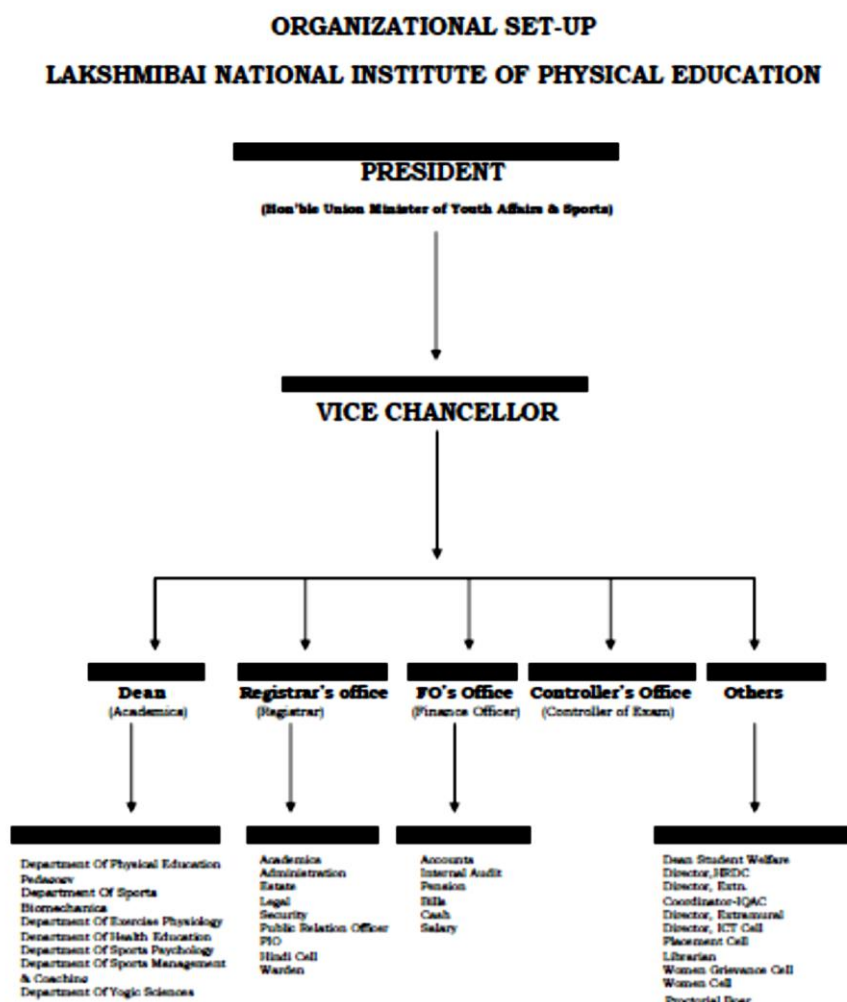 ORGANIZATIONAL SET-UP
LAKSHMIBAI NATIONAL INSTITUTE OF PHYSICAL EDUCATION
PRESIDENT
(Hon'ble Union Minister of Youth Affairs & Sports)
VICE CHANCELLOR
Dean
(Academics)
Registrar's office
(Registrar)
FO's Office
(Finance Officer)
Controller's Office
(Controller of Exam)
Others
Department Of Physical Education
Pedagogy
Department Of Sports
Biomechanics
Department Of Exercise Physiology
Department Of Health Education
Department Of Sports Psychology
Department Of Sports Management
& Coaching
Department Of Yogic Sciences
Academics
Administration
Estate
Legal
Security
Public Relation Officer
PIO
Hindi Cell
Warden
Accounts
Internal Audit
Pension
Bills
Cash
Salary
Dean Student Welfare
Director,HRDC
Director, Extn.
Coordinator-IQAC
Director, Extramural
Director, ICT Cell
Placement Cell
Librarian
Women Grievance Cell
Women Cell
Proctorial